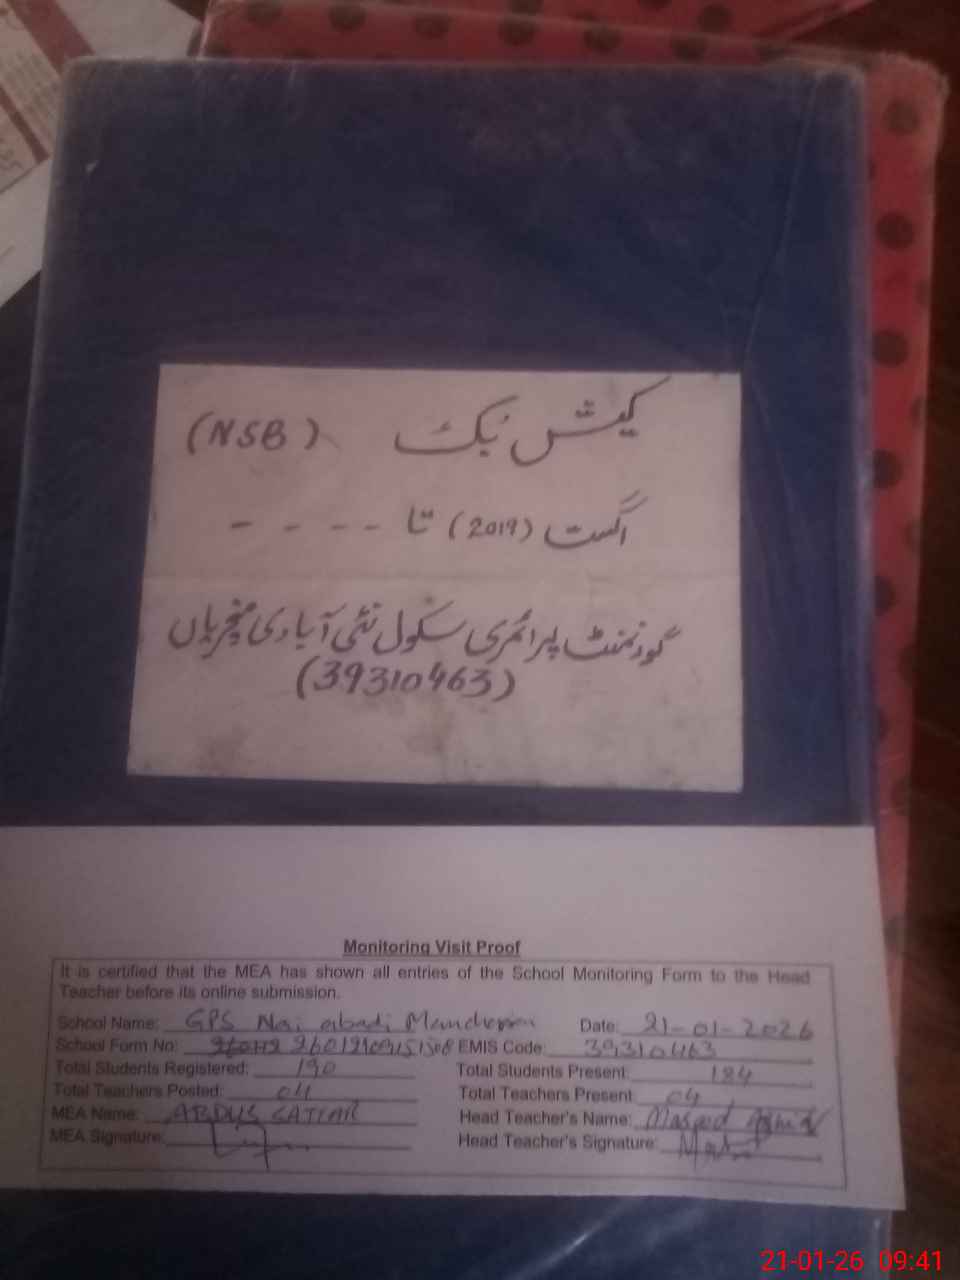 کیش بُک (NSB)
اگست (2019) تا - - - -
گورنمنٹ پرائمری سکول نئی آبادی منچریاں
(39310463)
Monitoring Visit Proof
It is certified that the MEA has shown all entries of the School Monitoring Form to the Head
Teacher before its online submission.
School Name: GPS Nai abadi Date: 21-01-2026
School Form No: EMIS Code: 39310463
Total Students Registered: 190 Total Students Present: 184
Total Teachers Posted: 04 Total Teachers Present: 04
MEA Name: ABDUS SATTAR Head Teacher's Name:
MEA Signature: Head Teacher's Signature:
21-01-26 09:41